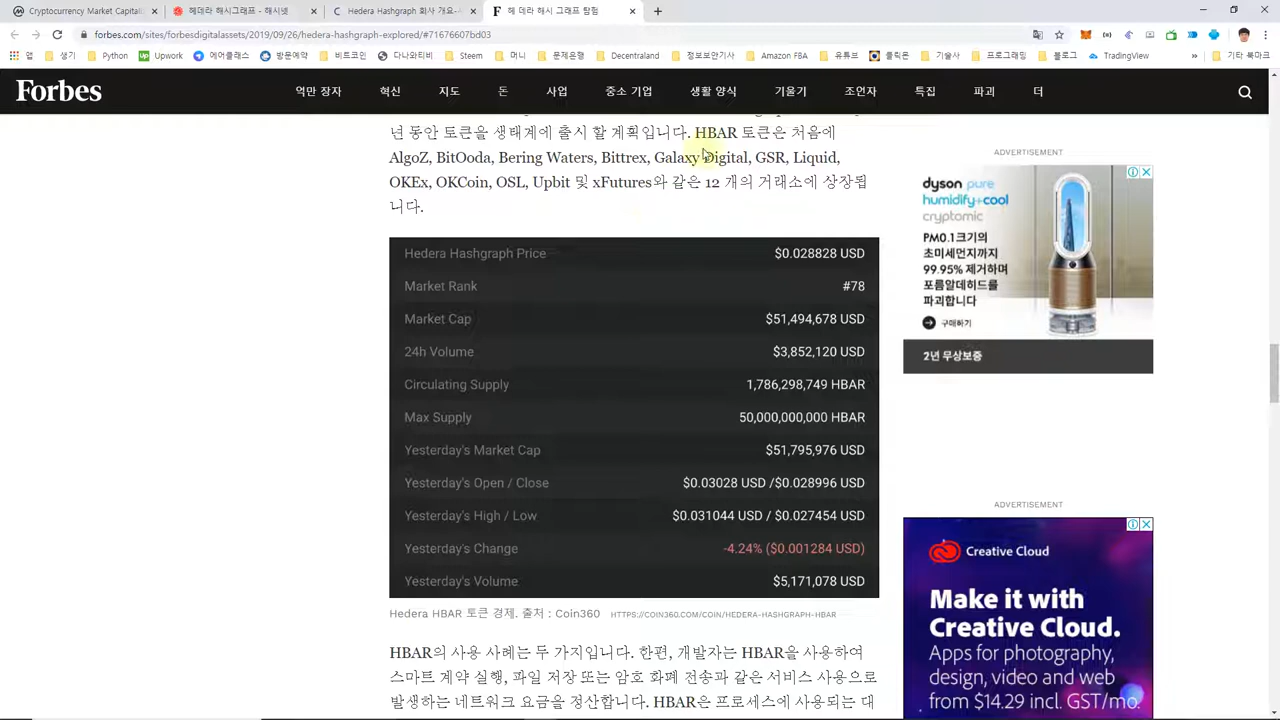 Cryptocurrency Market Capitaliz
헤데라 해시그래프 - 해시넷
Hedera Hashgraph 회사 개요-
헤 데라 해시 그래프 탐험
forbes.com/sites/forbesdigitalassets/2019/09/26/hedera-hashgraph-explored/#71676607bd03
앱
생기
Python
Upwork
에어클래스
방문예약
비트코인
다나와싸이버
Steem
머니
문제은행
Decentraland
정보보안기사
Amazon FBA
유튜브
클릭몬
기술사
프로그래밍
블로그
TradingView
»
기타 북마크
Forbes
억만 장자
혁신
지도
돈
사업
중소 기업
생활 양식
기울기
조언자
특집
파괴
더
년 동안 토큰을 생태계에 출시 할 계획입니다. HBAR 토큰은 처음에
AlgoZ, BitOoda, Bering Waters, Bittrex, Galaxy Digital, GSR, Liquid,
OKEx, OKCoin, OSL, Upbit 및 xFutures와 같은 12 개의 거래소에 상장됩
니다.
Hedera Hashgraph Price $0.028828 USD
Market Rank #78
Market Cap $51,494,678 USD
24h Volume $3,852,120 USD
Circulating Supply 1,786,298,749 HBAR
Max Supply 50,000,000,000 HBAR
Yesterday's Market Cap $51,795,976 USD
Yesterday's Open / Close $0.03028 USD /$0.028996 USD
Yesterday's High / Low $0.031044 USD / $0.027454 USD
Yesterday's Change -4.24% ($0.001284 USD)
Yesterday's Volume $5,171,078 USD
Hedera HBAR 토큰 경제. 출처 : Coin360 HTTPS://COIN360.COM/COIN/HEDERA-HASHGRAPH-HBAR
HBAR의 사용 사례는 두 가지입니다. 한편, 개발자는 HBAR을 사용하여
스마트 계약 실행, 파일 저장 또는 암호 화폐 전송과 같은 서비스 사용으로
발생하는 네트워크 요금을 정산합니다. HBAR은 프로세스에 사용되는 대
ADVERTISEMENT
dyson pure
humidify+cool
cryptomic
PM0.1크기의
초미세먼지까지
99.95% 제거하며
포름알데히드를
파괴합니다
구매하기
2년 무상보증
ADVERTISEMENT
Creative Cloud
Make it with
Creative Cloud.
Apps for photography,
design, video and web
from $14.29 incl. GST/mo.